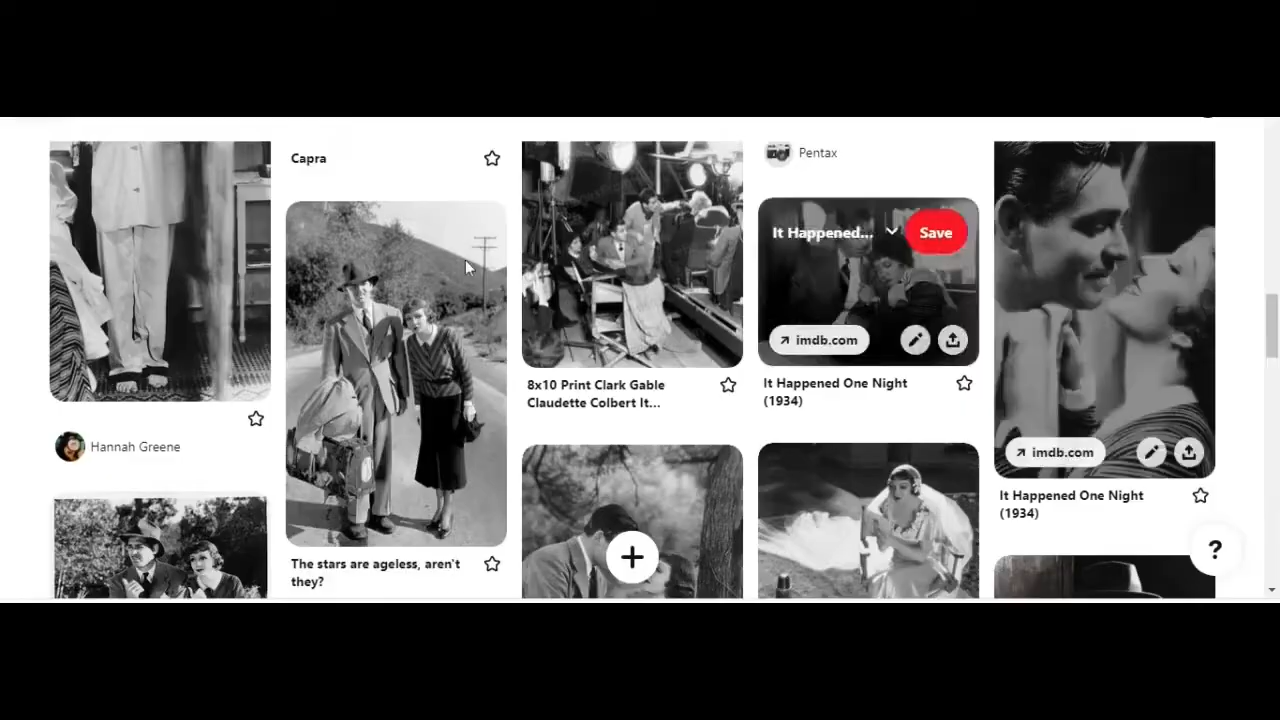 Hannah Greene
Capra
The stars are ageless, aren't
they?
8x10 Print Clark Gable
Claudette Colbert It...
Pentax
It Happened...
Save
imdb.com
It Happened One Night
(1934)
imdb.com
It Happened One Night
(1934)
?